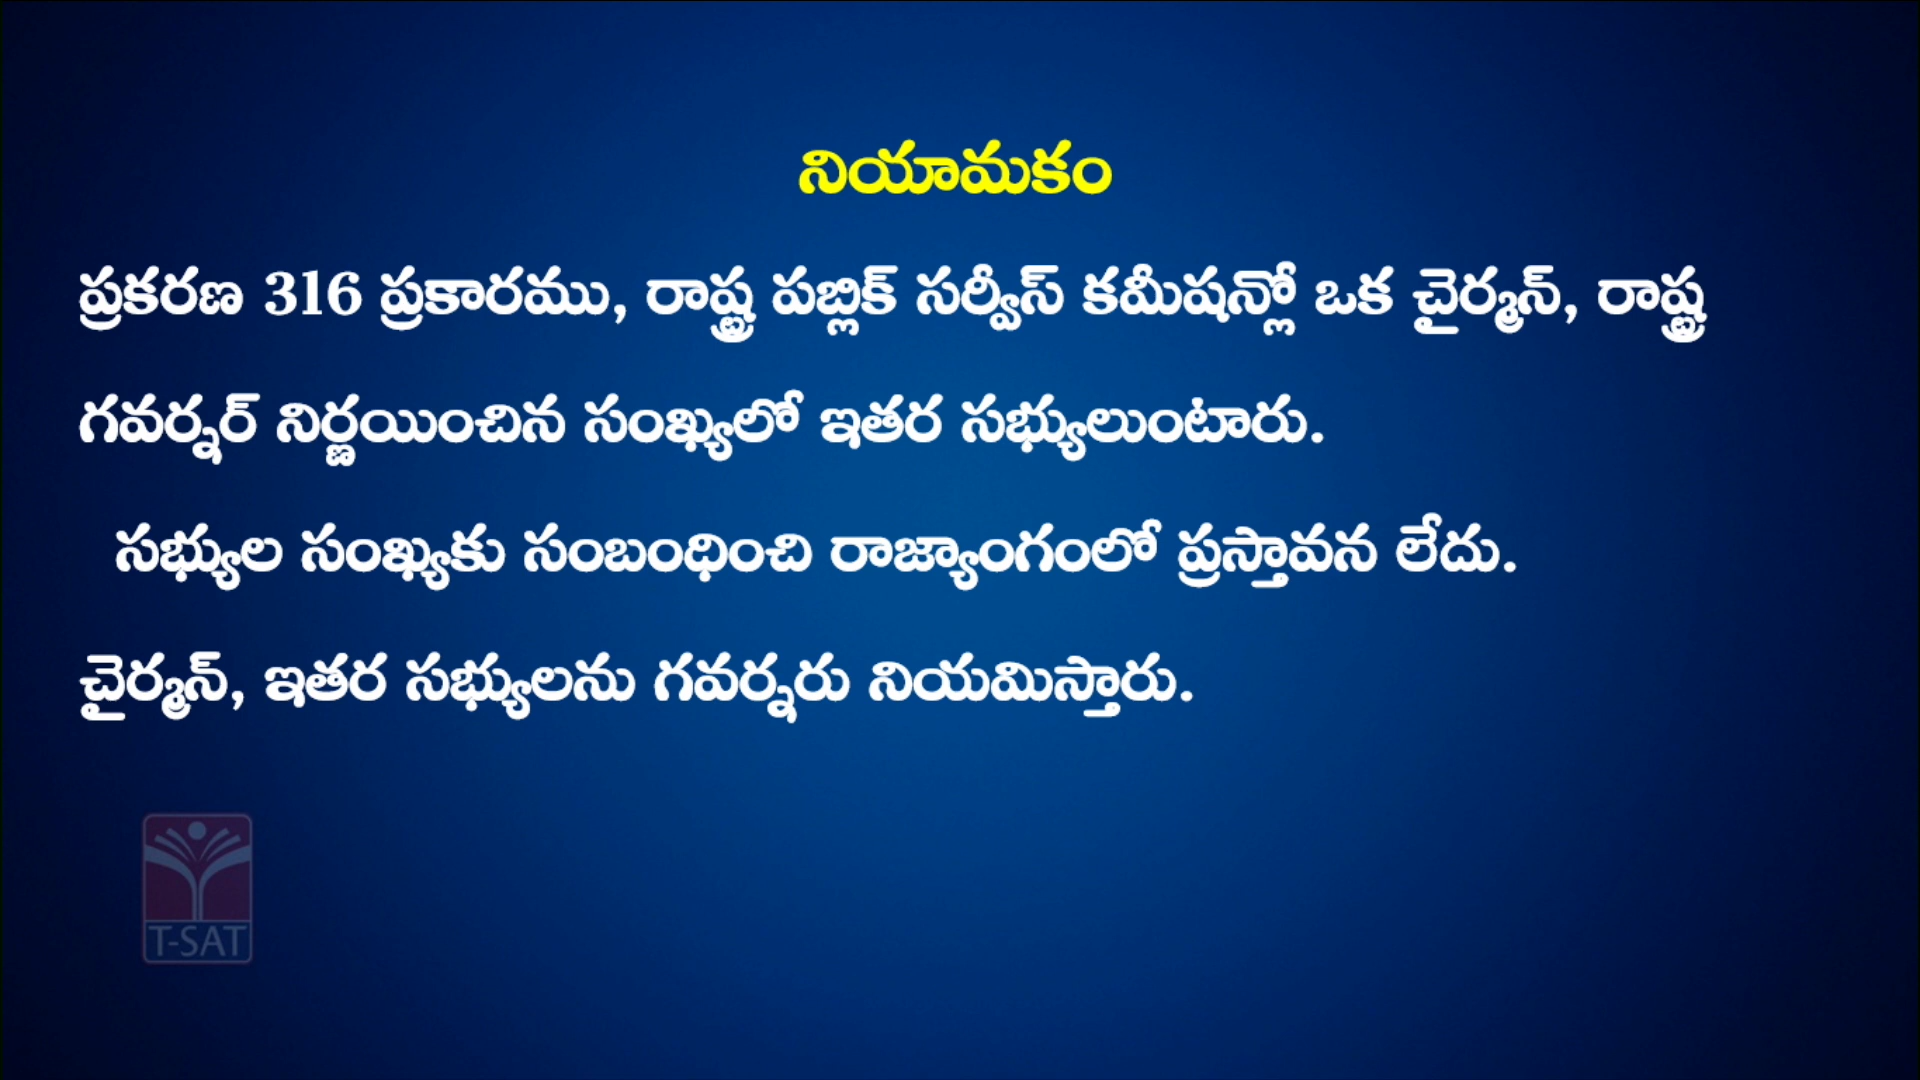 నియామకం
ప్రకరణ 316 ప్రకారము, రాష్ట్ర పబ్లిక్ సర్వీస్ కమీషన్లో ఒక చైర్మన్, రాష్ట్ర
గవర్నర్ నిర్ణయించిన సంఖ్యలో ఇతర సభ్యులుంటారు.
సభ్యుల సంఖ్యకు సంబంధించి రాజ్యాంగంలో ప్రస్తావన లేదు.
చైర్మన్, ఇతర సభ్యులను గవర్నరు నియమిస్తారు.
T-SAT